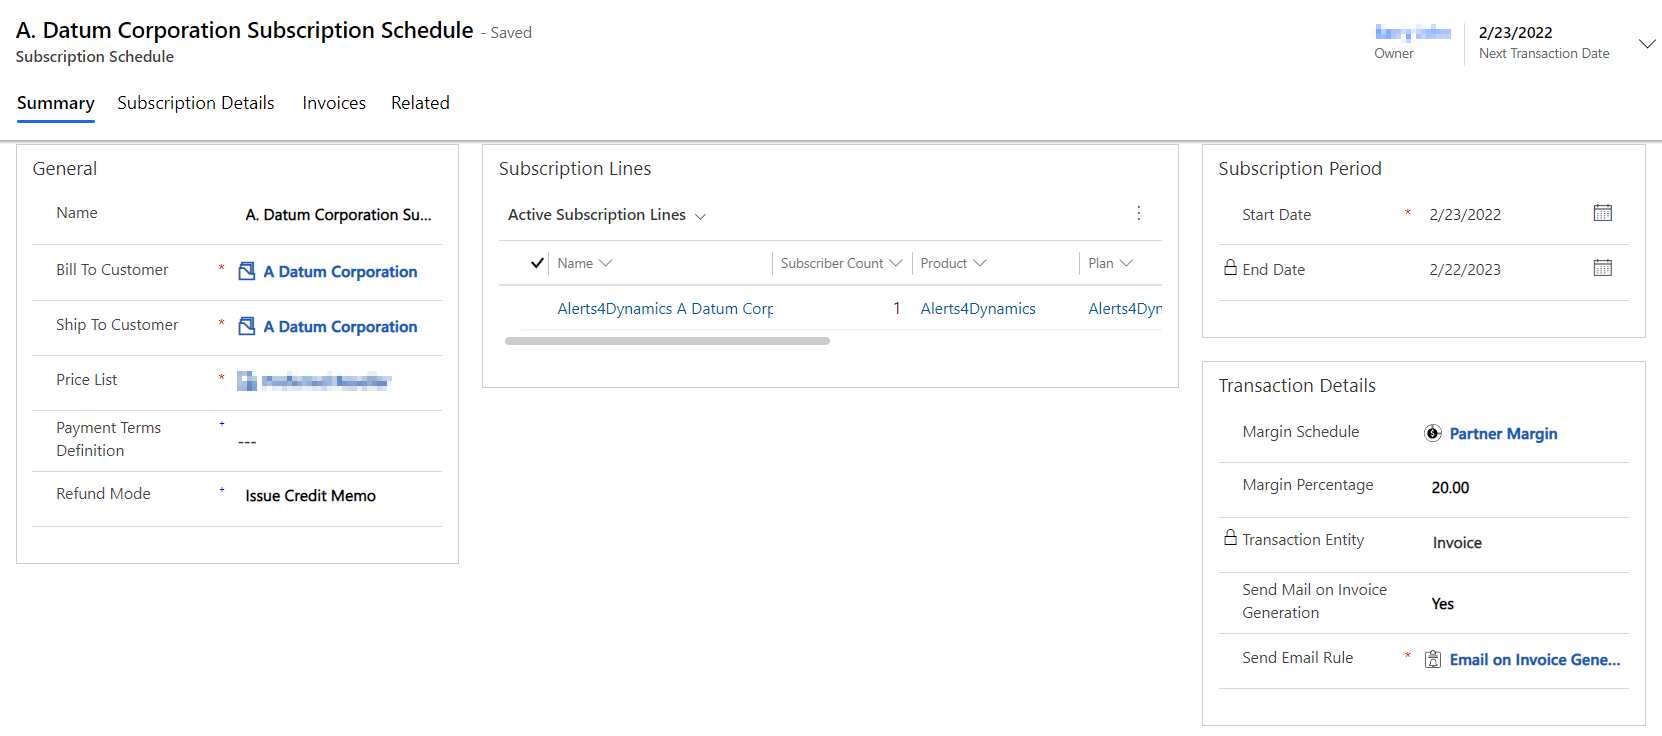 A. Datum Corporation Subscription Schedule - Saved
Subscription Schedule
Owner
2/23/2022
Next Transaction Date
Summary Subscription Details Invoices Related
General
Name A. Datum Corporation Su...
Bill To Customer * A Datum Corporation
Ship To Customer * A Datum Corporation
Price List *
Payment Terms + ---
Definition
Refund Mode + Issue Credit Memo
Subscription Lines
Active Subscription Lines
Name Subscriber Count Product Plan
Alerts4Dynamics A Datum Corp 1 Alerts4Dynamics Alerts4Dyn
Subscription Period
Start Date * 2/23/2022
End Date 2/22/2023
Transaction Details
Margin Schedule Partner Margin
Margin Percentage 20.00
Transaction Entity Invoice
Send Mail on Invoice
Generation Yes
Send Email Rule * Email on Invoice Gene...